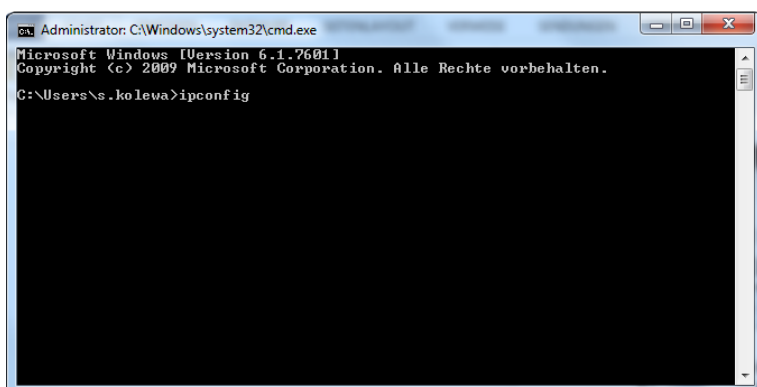 Administrator: C:\Windows\system32\cmd.exe
Microsoft Windows [Version 6.1.7601]
Copyright (c) 2009 Microsoft Corporation. Alle Rechte vorbehalten.
C:\Users\s.kolewa>ipconfig